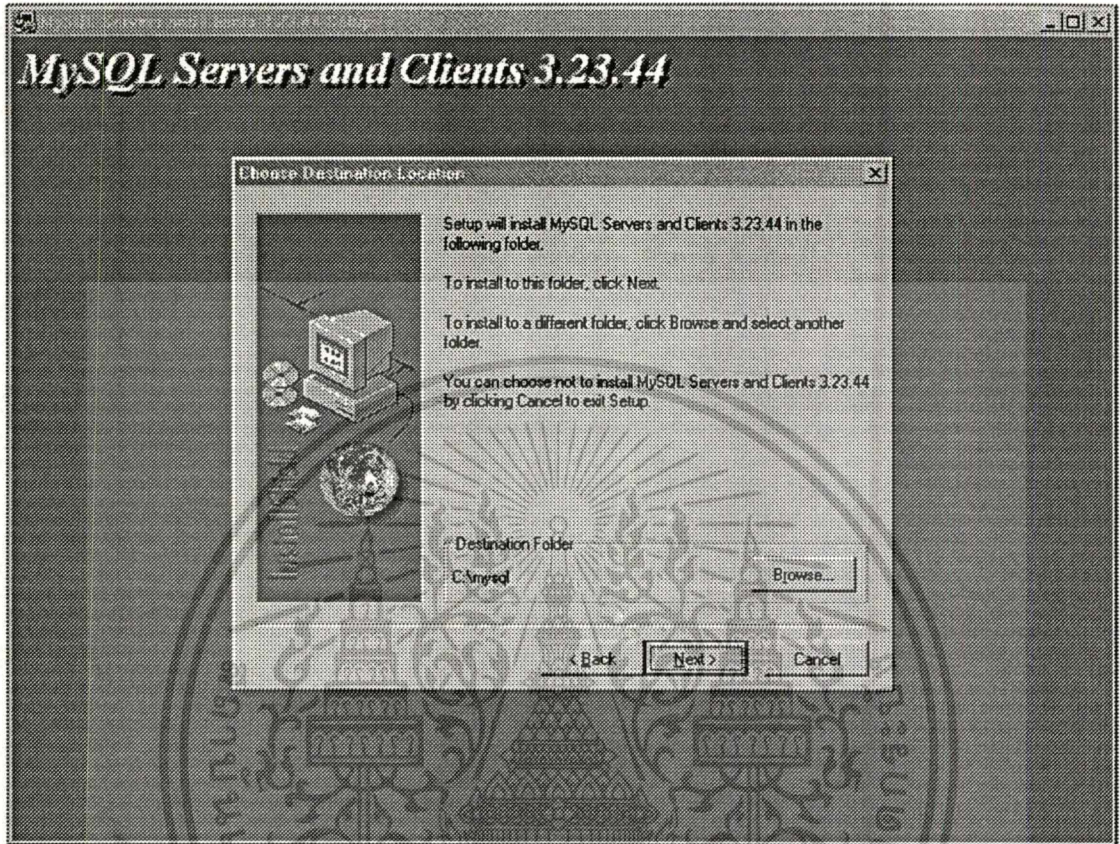 MySQL Servers and Clients 3.23.44
Choose Destination Location
Setup will install MySQL Servers and Clients 3.23.44 in the
following folder.
To install to this folder, click Next.
To install to a different folder, click Browse and select another
folder.
You can choose not to install MySQL Servers and Clients 3.23.44
by clicking Cancel to exit Setup.
Destination Folder
C:\mysql
Browse...
< Back
Next >
Cancel